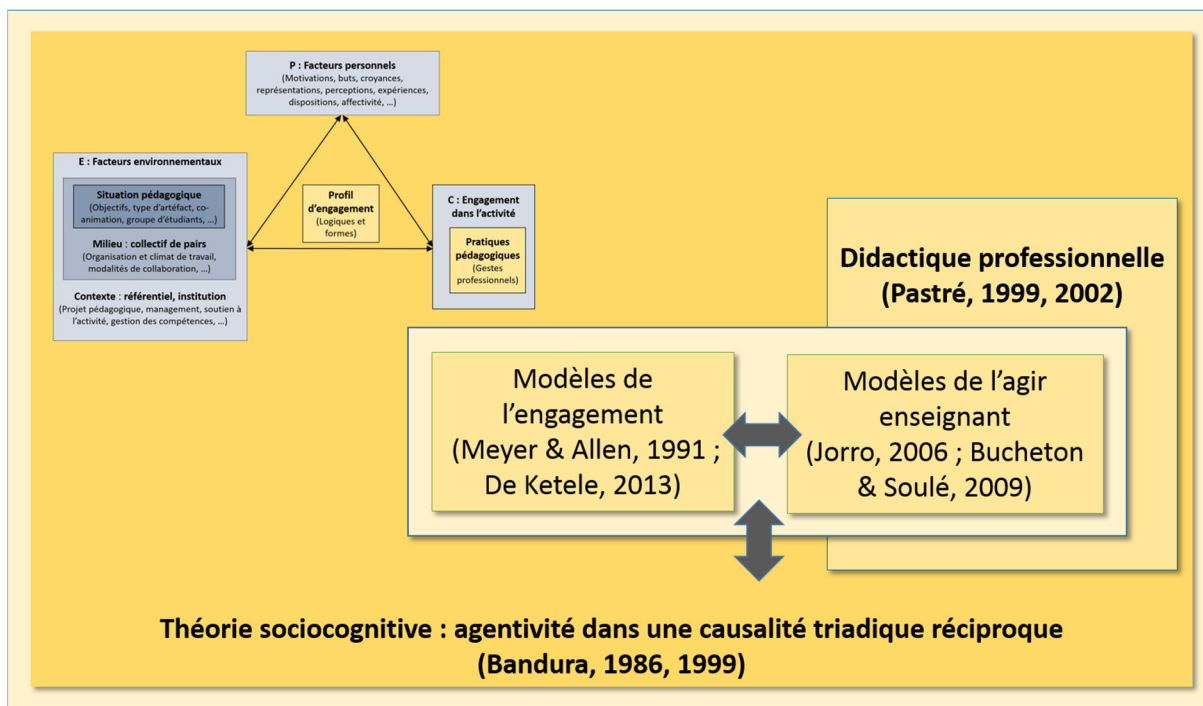 P : Facteurs personnels
(Motivations, buts, croyances,
représentations, perceptions, expériences,
dispositions, affectivité, ...)
E : Facteurs environnementaux
Situation pédagogique
(Objectifs, type d'artéfact, co-
animation, groupe d'étudiants, ...)
Milieu : collectif de pairs
(Organisation et climat de travail,
modalités de collaboration, ...)
Contexte : référentiel, institution
(Projet pédagogique, management, soutien à
l'activité, gestion des compétences, ...)
Profil
d'engagement
(Logiques et
formes)
C : Engagement
dans l'activité
Pratiques
pédagogiques
(Gestes
professionnels)
Didactique professionnelle
(Pastré, 1999, 2002)
Modèles de
l'engagement
(Meyer & Allen, 1991 ;
De Ketele, 2013)
Modèles de l'agir
enseignant
(Jorro, 2006 ; Bucheton
& Soulé, 2009)
Théorie sociocognitive : agentivité dans une causalité triadique réciproque
(Bandura, 1986, 1999)